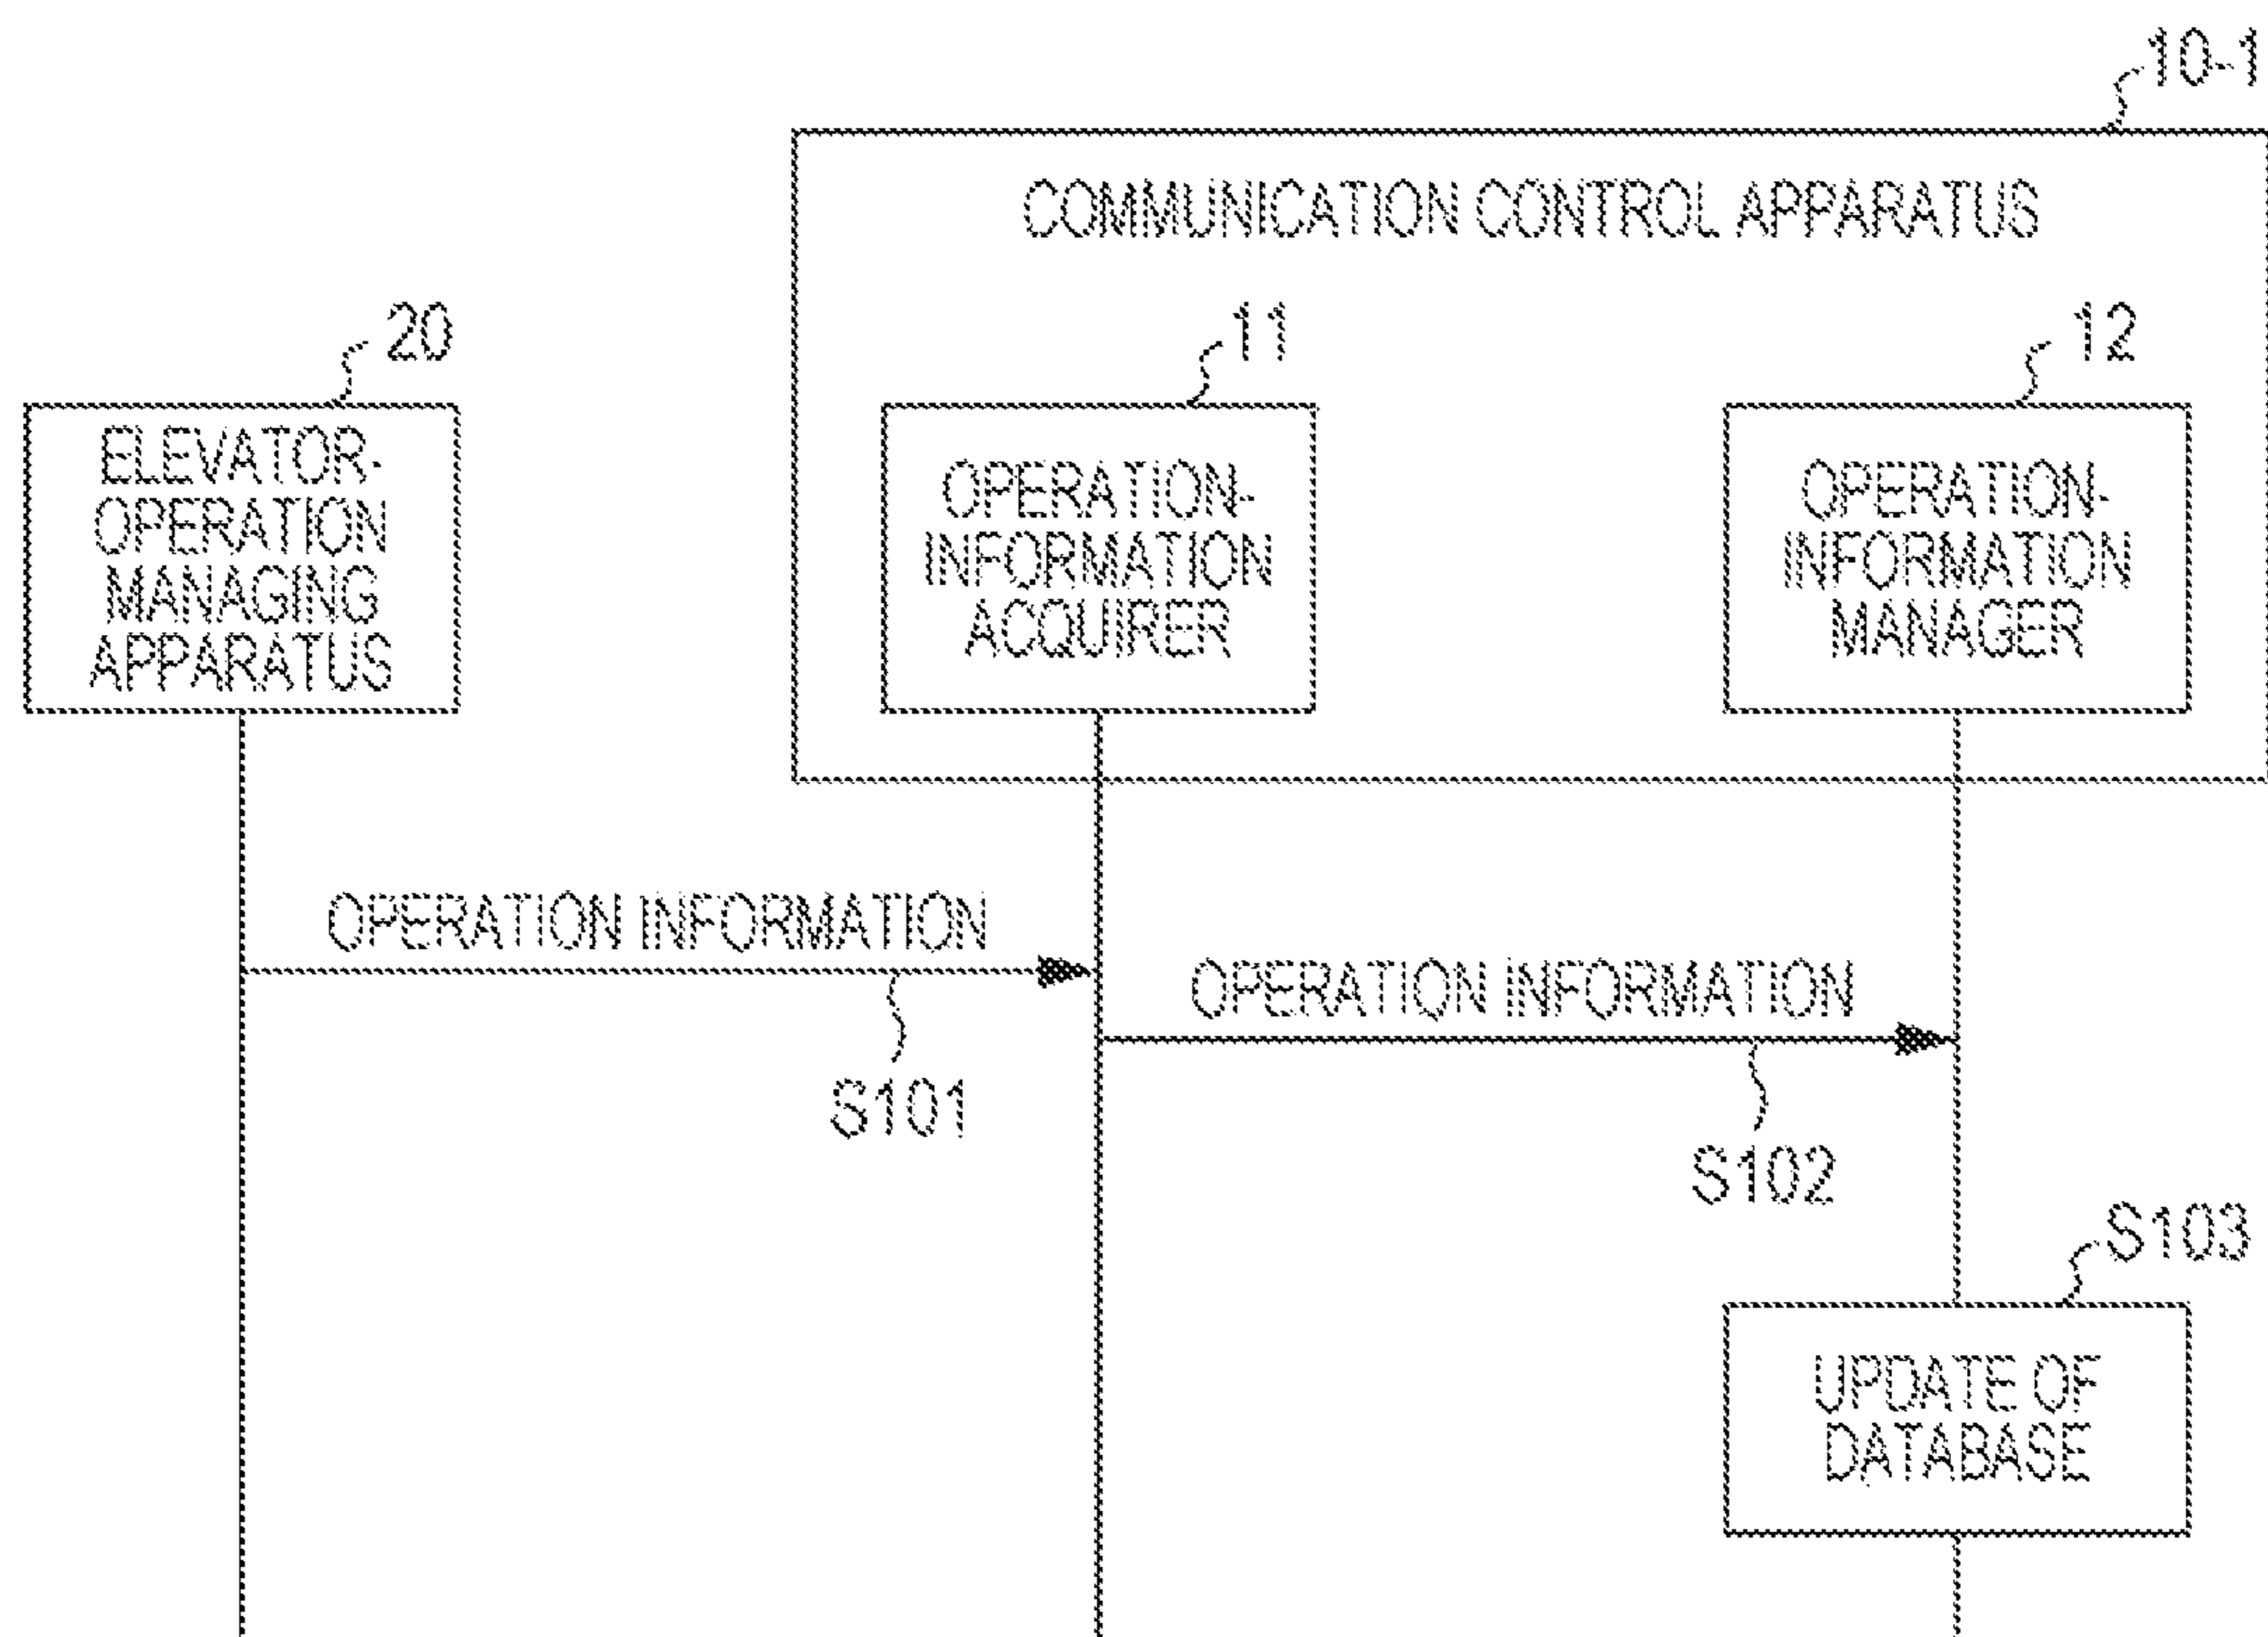 10-1
COMMUNICATION CONTROL APPARATUS
20
11
12
ELEVATOR-
OPERATION
MANAGING
APPARATUS
OPERATION-
INFORMATION
ACQUIRER
OPERATION-
INFORMATION
MANAGER
OPERATION INFORMATION
OPERATION INFORMATION
S101
S102
S103
UPDATE OF
DATABASE